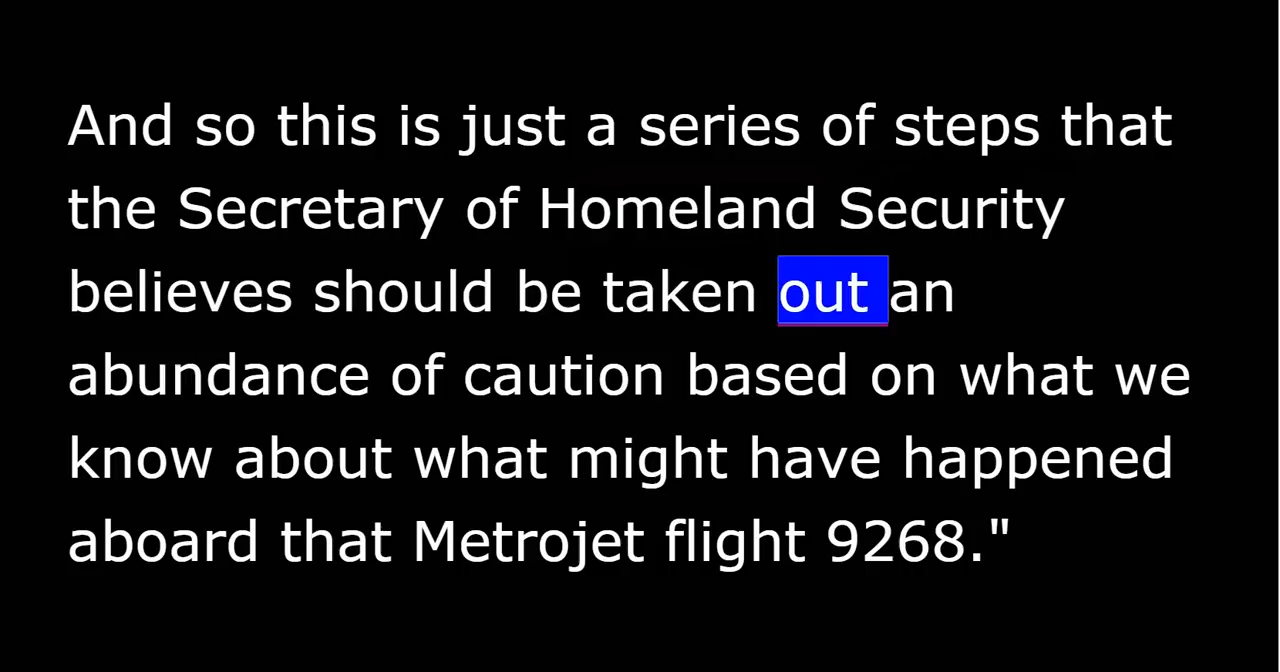 And so this is just a series of steps that
the Secretary of Homeland Security
believes should be taken out an
abundance of caution based on what we
know about what might have happened
aboard that Metrojet flight 9268."